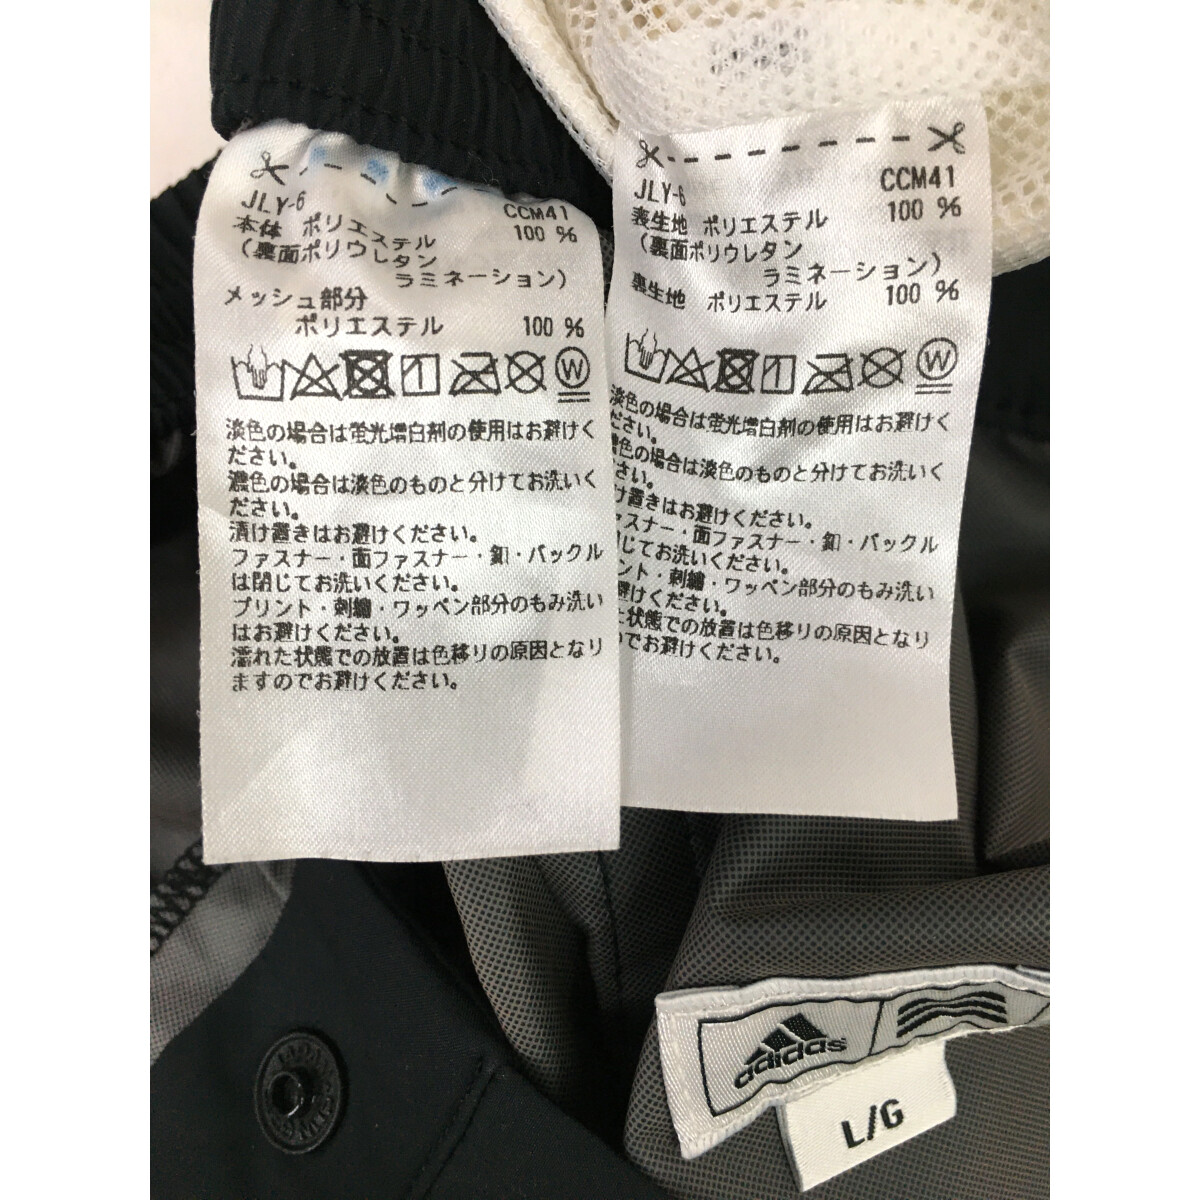 JLY-6 CCM41
本体 ポリエステル 100 %
(裏面ポリウレタン
ラミネーション)
メッシュ部分
ポリエステル 100 %
淡色の場合は蛍光増白剤の使用はお避けく
ださい。
濃色の場合は淡色のものと分けてお洗いく
ださい。
漬け置きはお避けください。
ファスナー・面ファスナー・釦・バックル
は閉じてお洗いください。
プリント・刺繍・ワッペン部分のもみ洗い
はお避けください。
濡れた状態での放置は色移りの原因となり
ますのでお避けください。
JLY-6 CCM41
表生地 ポリエステル 100 %
(裏面ポリウレタン
ラミネーション)
裏生地 ポリエステル 100 %
W
W
淡色の場合は蛍光増白剤の使用はお避けく
ださい。
色の場合は淡色のものと分けてお洗いく
さい。
け置きはお避けください。
ァスナー・面ファスナー・釦・バックル
閉じてお洗いください。
ント・刺繍・ワッペン部分のもみ洗い
避けください。
た状態での放置は色移りの原因となり
のでお避けください。
adidas
L/G